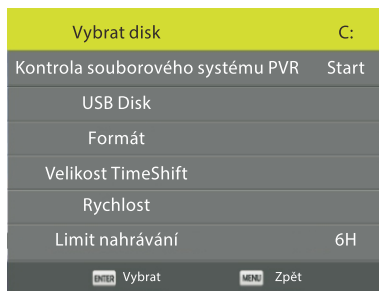 Vybrat disk C:
Kontrola souborového systému PVR Start
USB Disk
Formát
Velikost TimeShift
Rychlost
Limit nahrávání 6H
ENTER Vybrat MENU Zpět